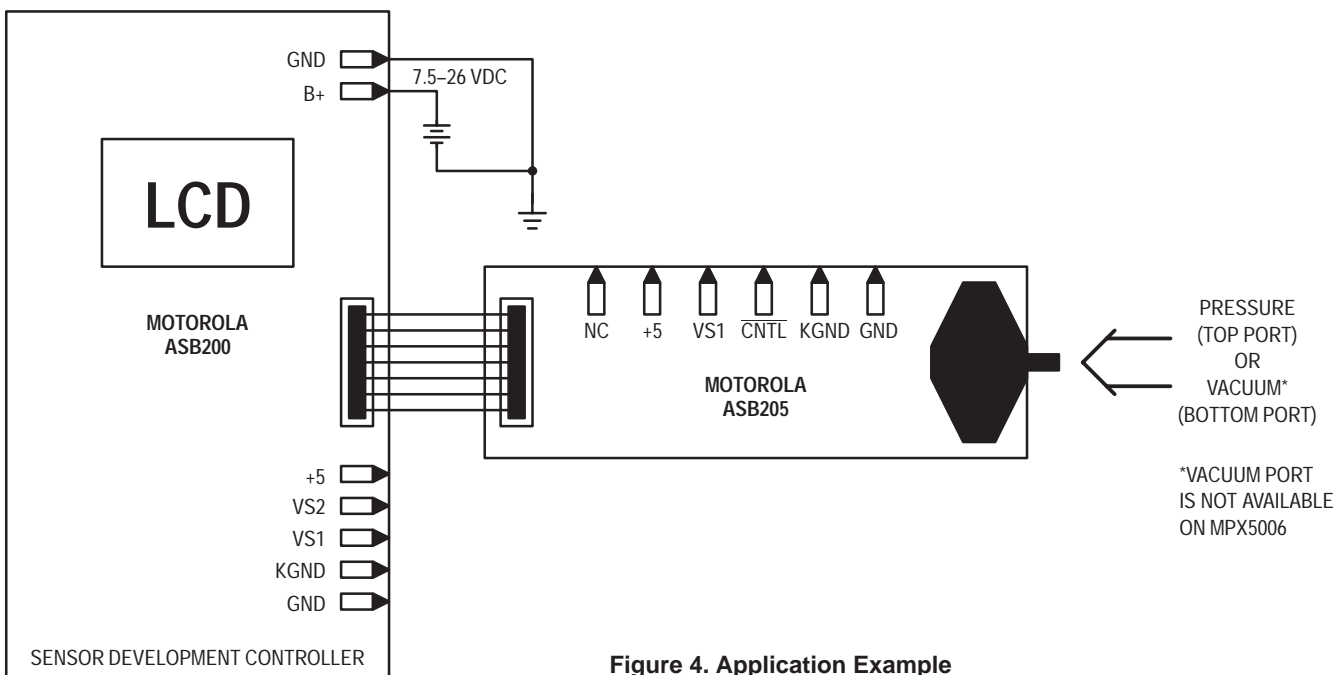 GND
7.5–26 VDC
B+
LCD
MOTOROLA
ASB200
NC +5 VS1 CNTL KGND GND
MOTOROLA
ASB205
PRESSURE
(TOP PORT)
OR
VACUUM*
(BOTTOM PORT)
*VACUUM PORT
IS NOT AVAILABLE
ON MPX5006
+5
VS2
VS1
KGND
GND
SENSOR DEVELOPMENT CONTROLLER
Figure 4. Application Example